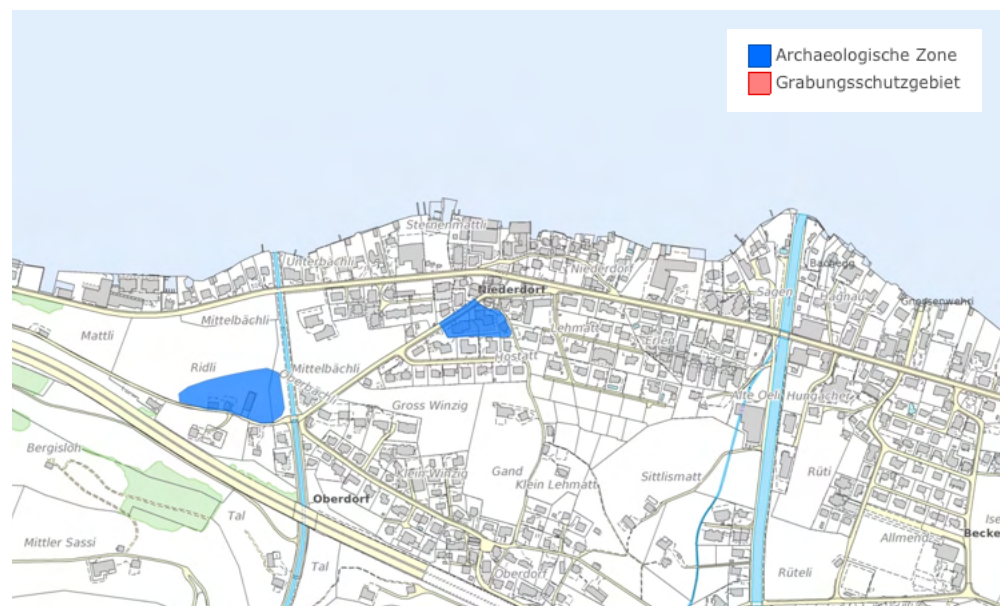 Archaeologische Zone
Grabungsschutzgebiet
Sternenmattli
Unterbächli
Niederdorf
Bachegg
Niederdorf
Sagen
Hagnau
Mittelbächli
Lehmatt
Erlen
Mattli
Hostatt
Ridli
Mittelbächli
Oberbächli
Gross Winzig
Alte Oeli
Hungacher
Bergisloh
Klein Winzig
Gand
Klein Lehmatt
Sittlismatt
Rüti
Oberdorf
Tal
Allmend
Becke
Mittler Sassi
Tal
Oberdorf
Rüteli